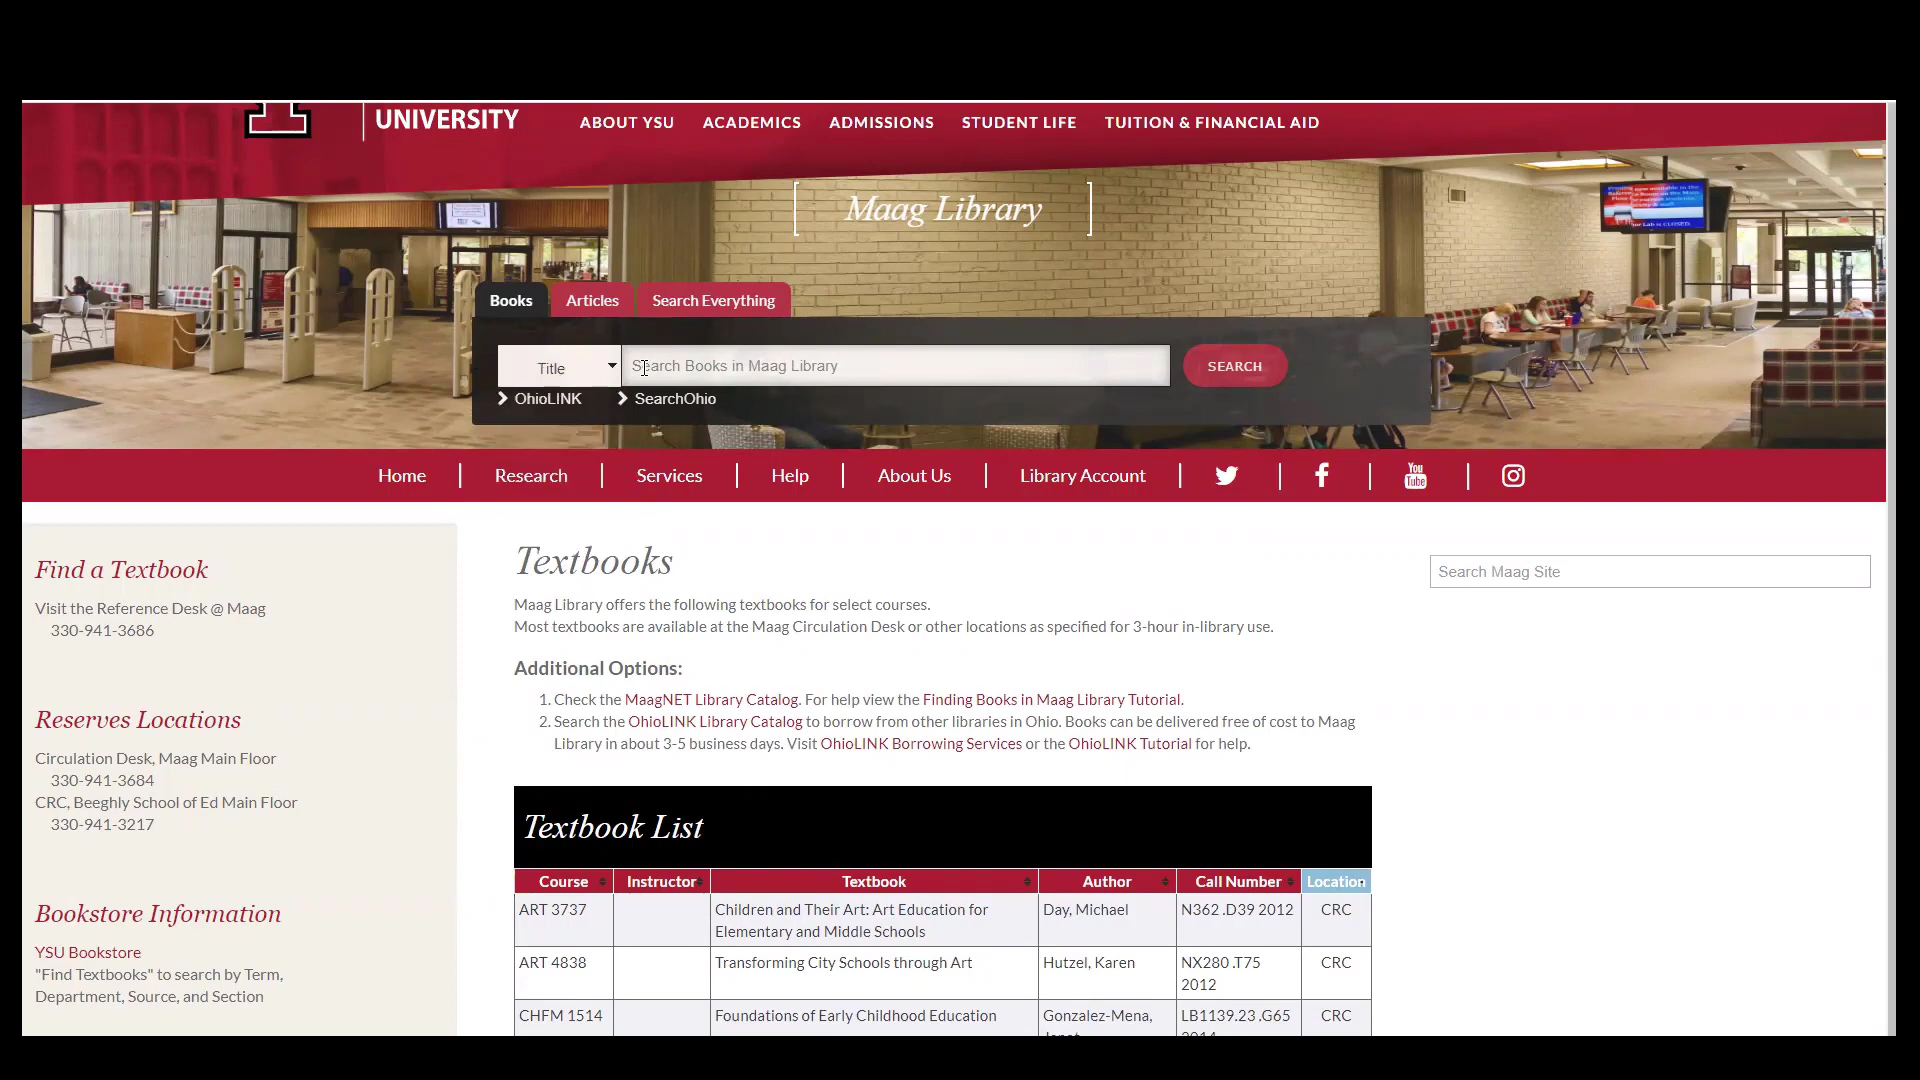 UNIVERSITY
ABOUT YSU ACADEMICS ADMISSIONS STUDENT LIFE TUITION & FINANCIAL AID
Maag Library
Books Articles Search Everything
Title Search Books in Maag Library SEARCH
OhioLINK SearchOhio
Home Research Services Help About Us Library Account You Tube
Find a Textbook
Visit the Reference Desk @ Maag
330-941-3686
Reserves Locations
Circulation Desk, Maag Main Floor
330-941-3684
CRC, Beeghly School of Ed Main Floor
330-941-3217
Bookstore Information
YSU Bookstore
"Find Textbooks" to search by Term,
Department, Source, and Section
Textbooks
Maag Library offers the following textbooks for select courses.
Most textbooks are available at the Maag Circulation Desk or other locations as specified for 3-hour in-library use.
Additional Options:
1. Check the MaagNET Library Catalog. For help view the Finding Books in Maag Library Tutorial.
2. Search the OhioLINK Library Catalog to borrow from other libraries in Ohio. Books can be delivered free of cost to Maag
Library in about 3-5 business days. Visit OhioLINK Borrowing Services or the OhioLINK Tutorial for help.
Textbook List
Course Instructor Textbook Author Call Number Location
ART 3737 Children and Their Art: Art Education for Day, Michael N362 .D39 2012 CRC
Elementary and Middle Schools
ART 4838 Transforming City Schools through Art Hutzel, Karen NX280 .T75 CRC
2012
CHFM 1514 Foundations of Early Childhood Education Gonzalez-Mena, LB1139.23 .G65 CRC
Search Maag Site